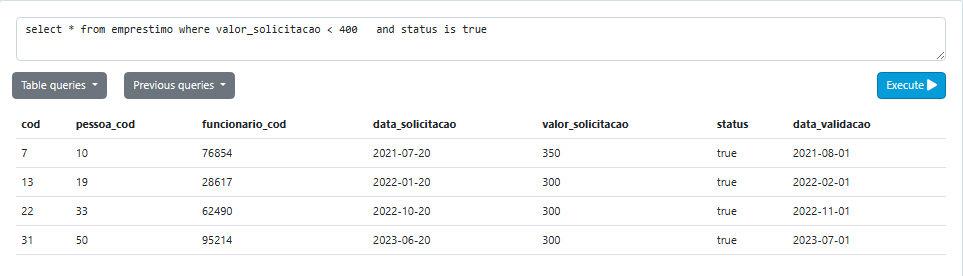 select * from emprestimo where valor_solicitacao < 400   and status is true
Table queries Previous queries Execute
cod pessoa_cod funcionario_cod data_solicitacao valor_solicitacao status data_validacao
7 10 76854 2021-07-20 350 true 2021-08-01
13 19 28617 2022-01-20 300 true 2022-02-01
22 33 62490 2022-10-20 300 true 2022-11-01
31 50 95214 2023-06-20 300 true 2023-07-01